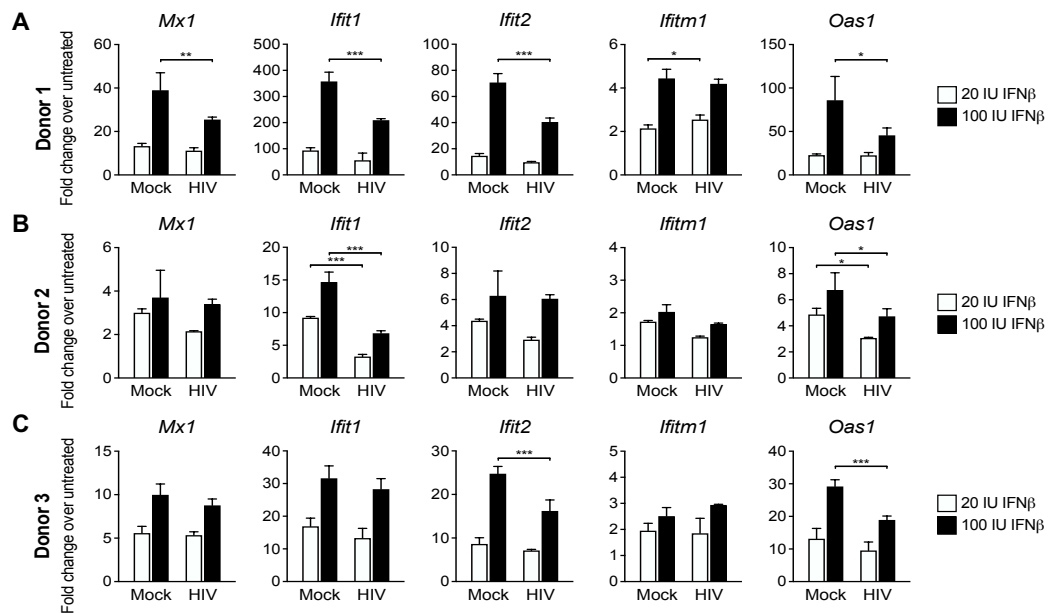 A
Donor 1
Fold change over untreated
Mx1
60
40
20
0
**
Mock HIV
Ifit1
500
400
300
200
100
0
***
Mock HIV
Ifit2
100
80
60
40
20
0
***
Mock HIV
Ifitm1
6
4
2
0
*
Mock HIV
Oas1
150
100
50
0
*
Mock HIV
20 IU IFNβ
100 IU IFNβ
B
Donor 2
Fold change over untreated
Mx1
6
4
2
0
Mock HIV
Ifit1
20
15
10
5
0
***
***
Mock HIV
Ifit2
10
8
6
4
2
0
Mock HIV
Ifitm1
4
3
2
1
0
Mock HIV
Oas1
10
8
6
4
2
0
*
*
Mock HIV
20 IU IFNβ
100 IU IFNβ
C
Donor 3
Fold change over untreated
Mx1
15
10
5
0
Mock HIV
Ifit1
40
30
20
10
0
Mock HIV
Ifit2
30
20
10
0
***
Mock HIV
Ifitm1
5
4
3
2
1
0
Mock HIV
Oas1
40
30
20
10
0
***
Mock HIV
20 IU IFNβ
100 IU IFNβ